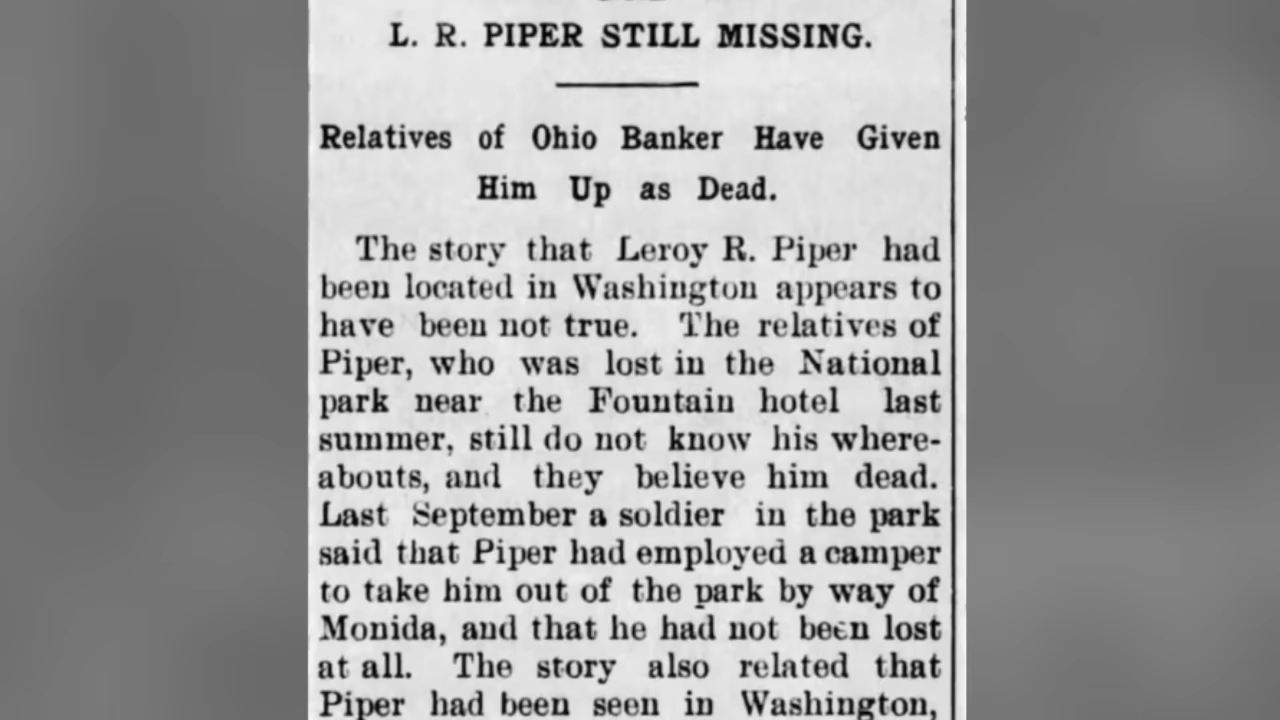 L. R. PIPER STILL MISSING.
Relatives of Ohio Banker Have Given
Him Up as Dead.
The story that Leroy R. Piper had
been located in Washington appears to
have been not true. The relatives of
Piper, who was lost in the National
park near the Fountain hotel last
summer, still do not know his where-
abouts, and they believe him dead.
Last September a soldier in the park
said that Piper had employed a camper
to take him out of the park by way of
Monida, and that he had not been lost
at all. The story also related that
Piper had been seen in Washington,